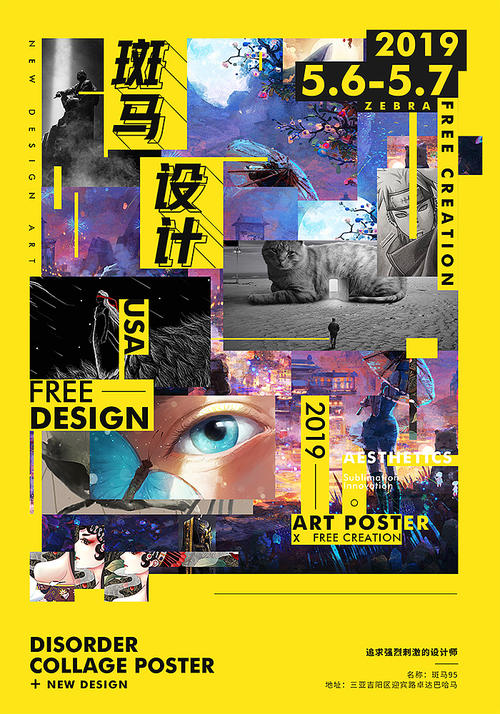 NEW DESIGN ART
斑马
设计
2019
5.6-5.7
ZEBRA
FREE CREATION
USA
FREE
DESIGN
2019
AESTHETICS
Sublimation
Innovation
ART POSTER
X FREE CREATION
DISORDER
COLLAGE POSTER
+ NEW DESIGN
追求强烈刺激的设计师
名称：斑马95
地址：三亚吉阳区迎宾路卓达巴哈马